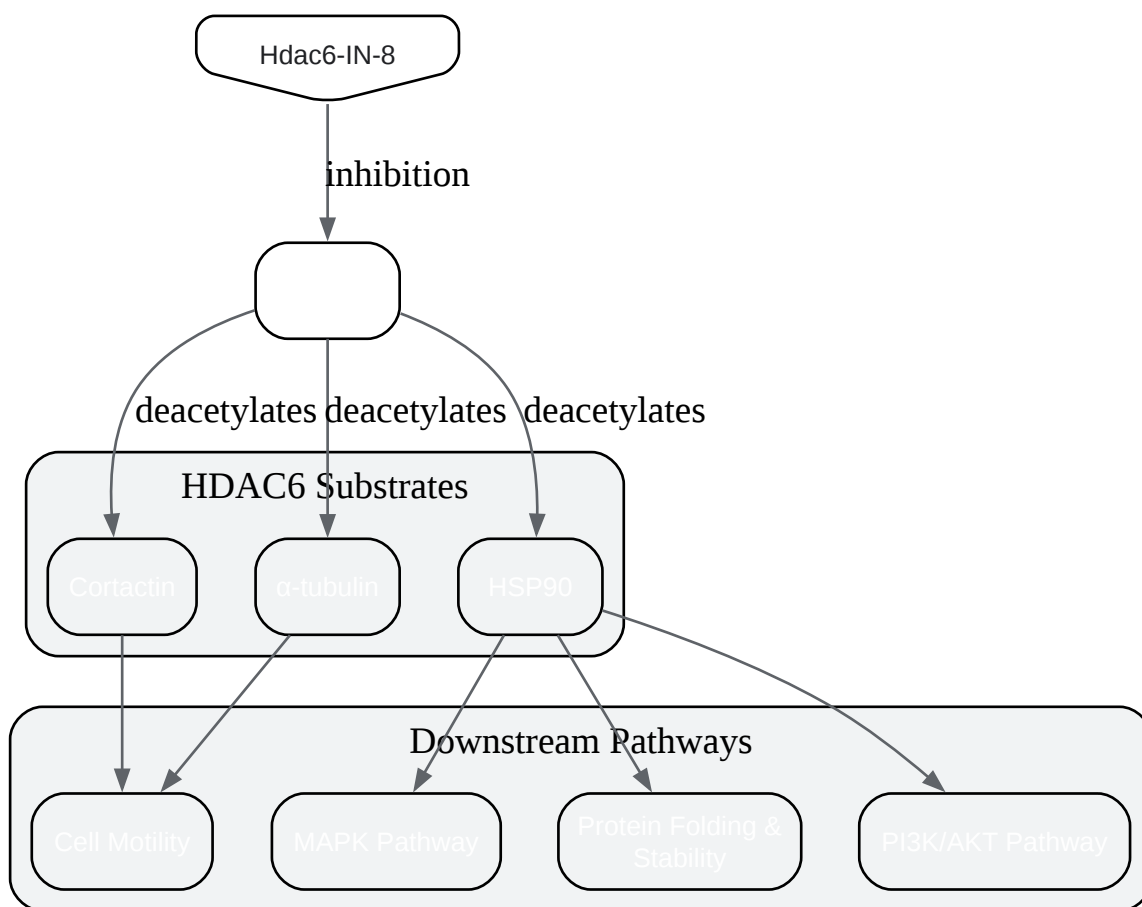 Hdac6-IN-8
inhibition
deacetylates deacetylates deacetylates
HDAC6 Substrates
Cortactin
α-tubulin
HSP90
Downstream Pathways
Cell Motility
MAPK Pathway
Protein Folding &
Stability
PI3K/AKT Pathway